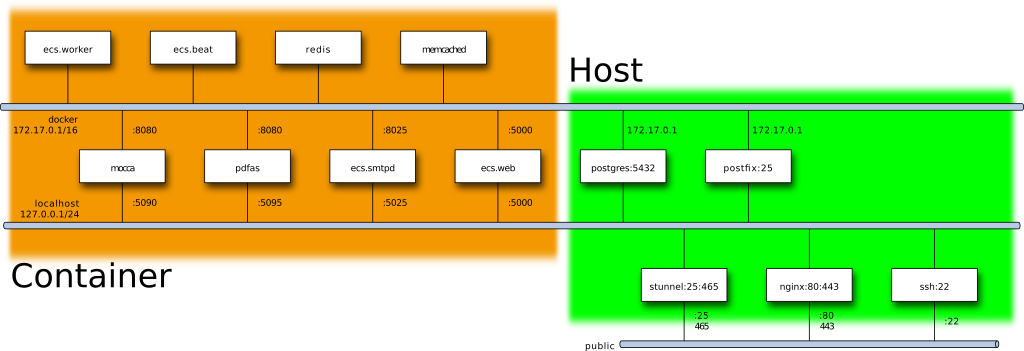 ecs.worker
ecs.beat
redis
memcached
Host
docker
172.17.0.1/16
:8080
:8080
:8025
:5000
172.17.0.1
172.17.0.1
mocca
pdfas
ecs.smtpd
ecs.web
postgres:5432
postfix:25
localhost
127.0.0.1/24
:5090
:5095
:5025
:5000
Container
stunnel:25:465
nginx:80:443
ssh:22
:25
465
:80
443
:22
public